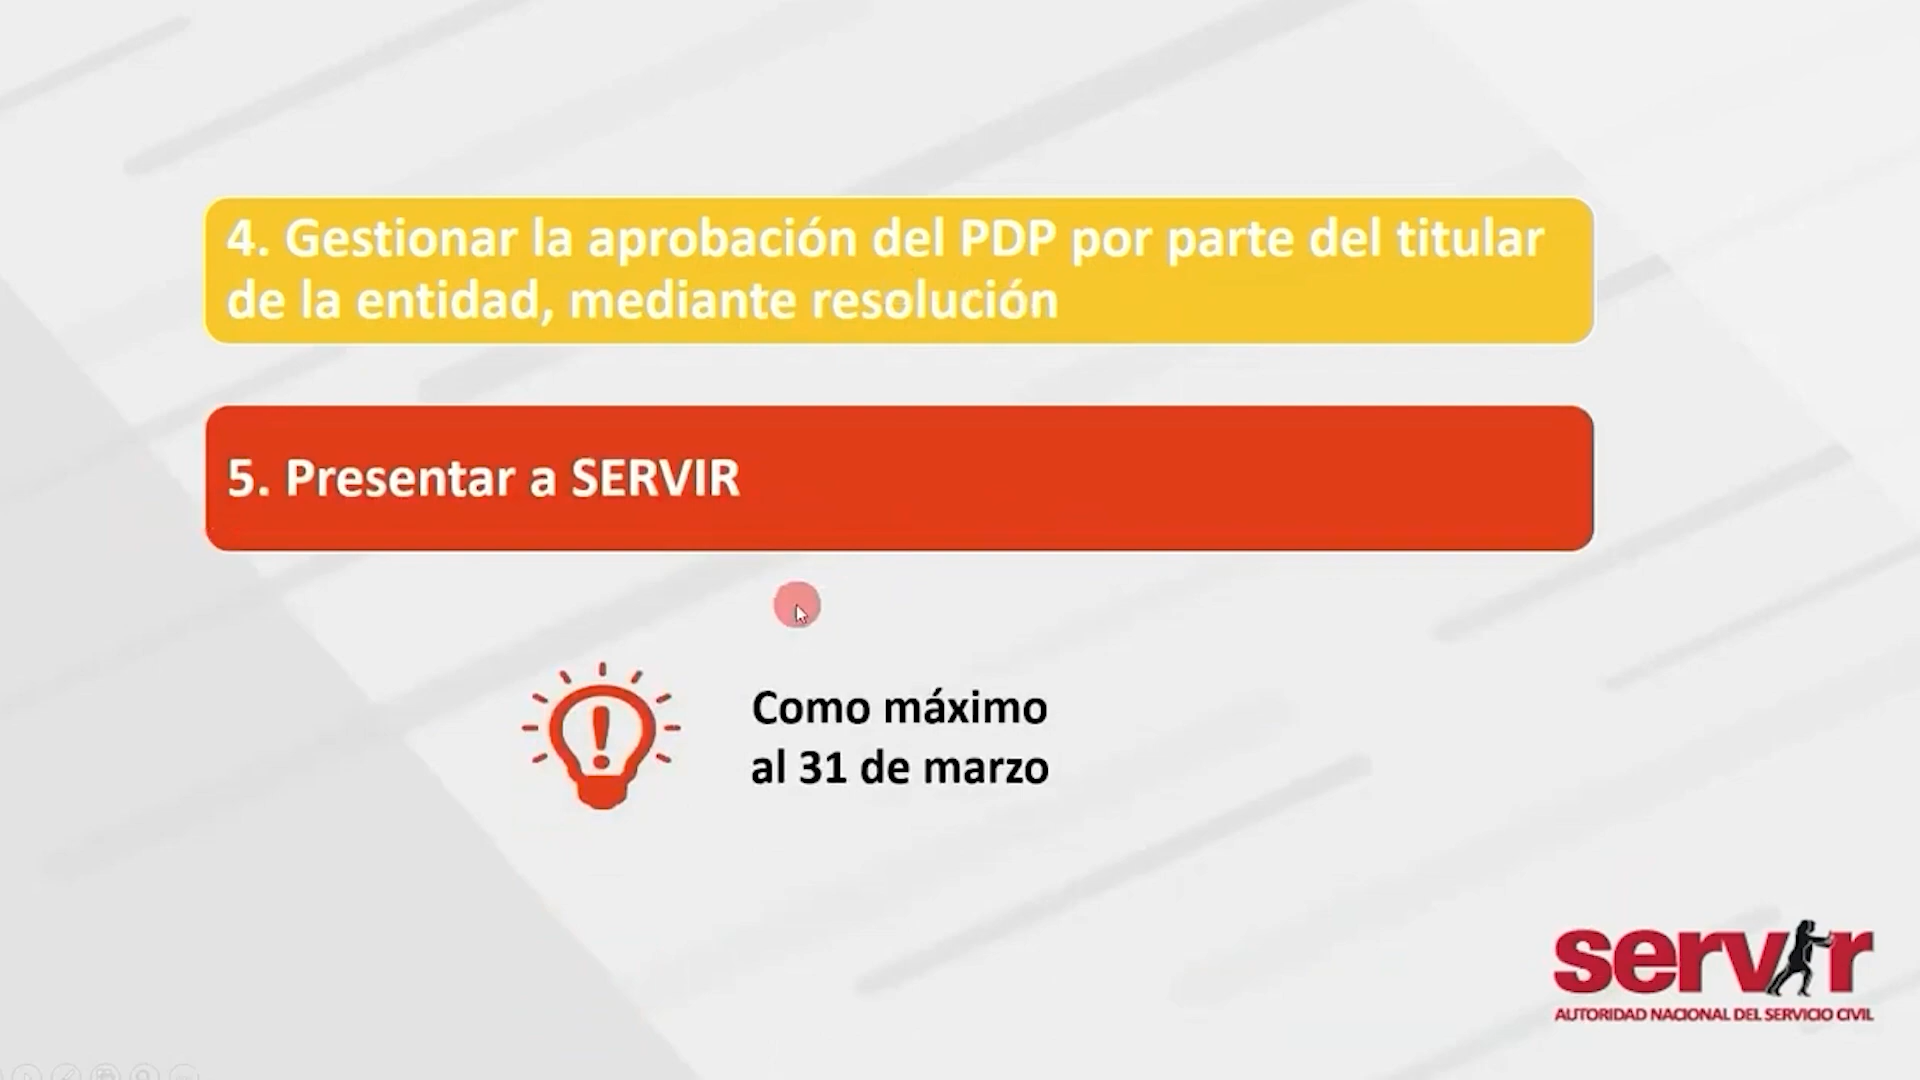 4. Gestionar la aprobación del PDP por parte del titular
de la entidad, mediante resolución
5. Presentar a SERVIR
Como máximo
al 31 de marzo
servir
AUTORIDAD NACIONAL DEL SERVICIO CIVIL